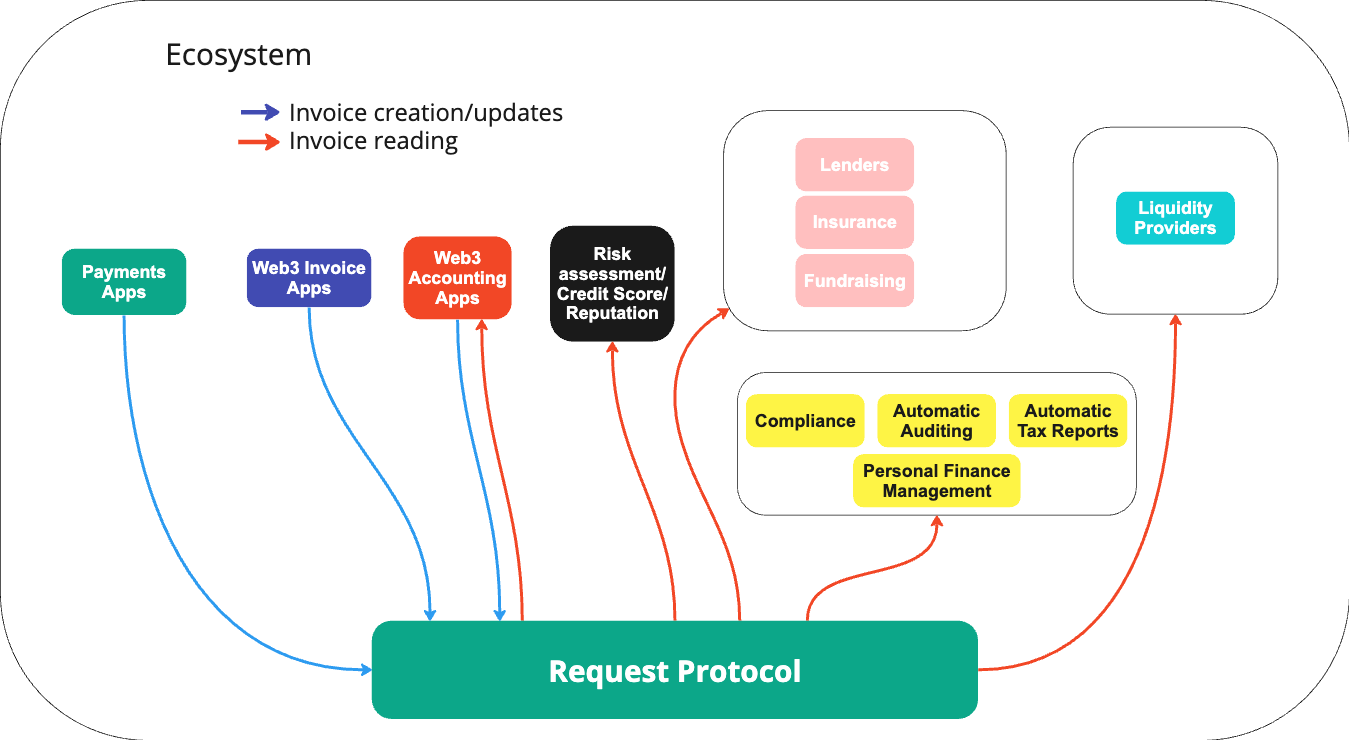 Ecosystem
Invoice creation/updates
Invoice reading
Lenders
Insurance
Fundraising
Liquidity
Providers
Payments
Apps
Web3 Invoice
Apps
Web3
Accounting
Apps
Risk
assessment/
Credit Score/
Reputation
Compliance
Automatic
Auditing
Automatic
Tax Reports
Personal Finance
Management
Request Protocol